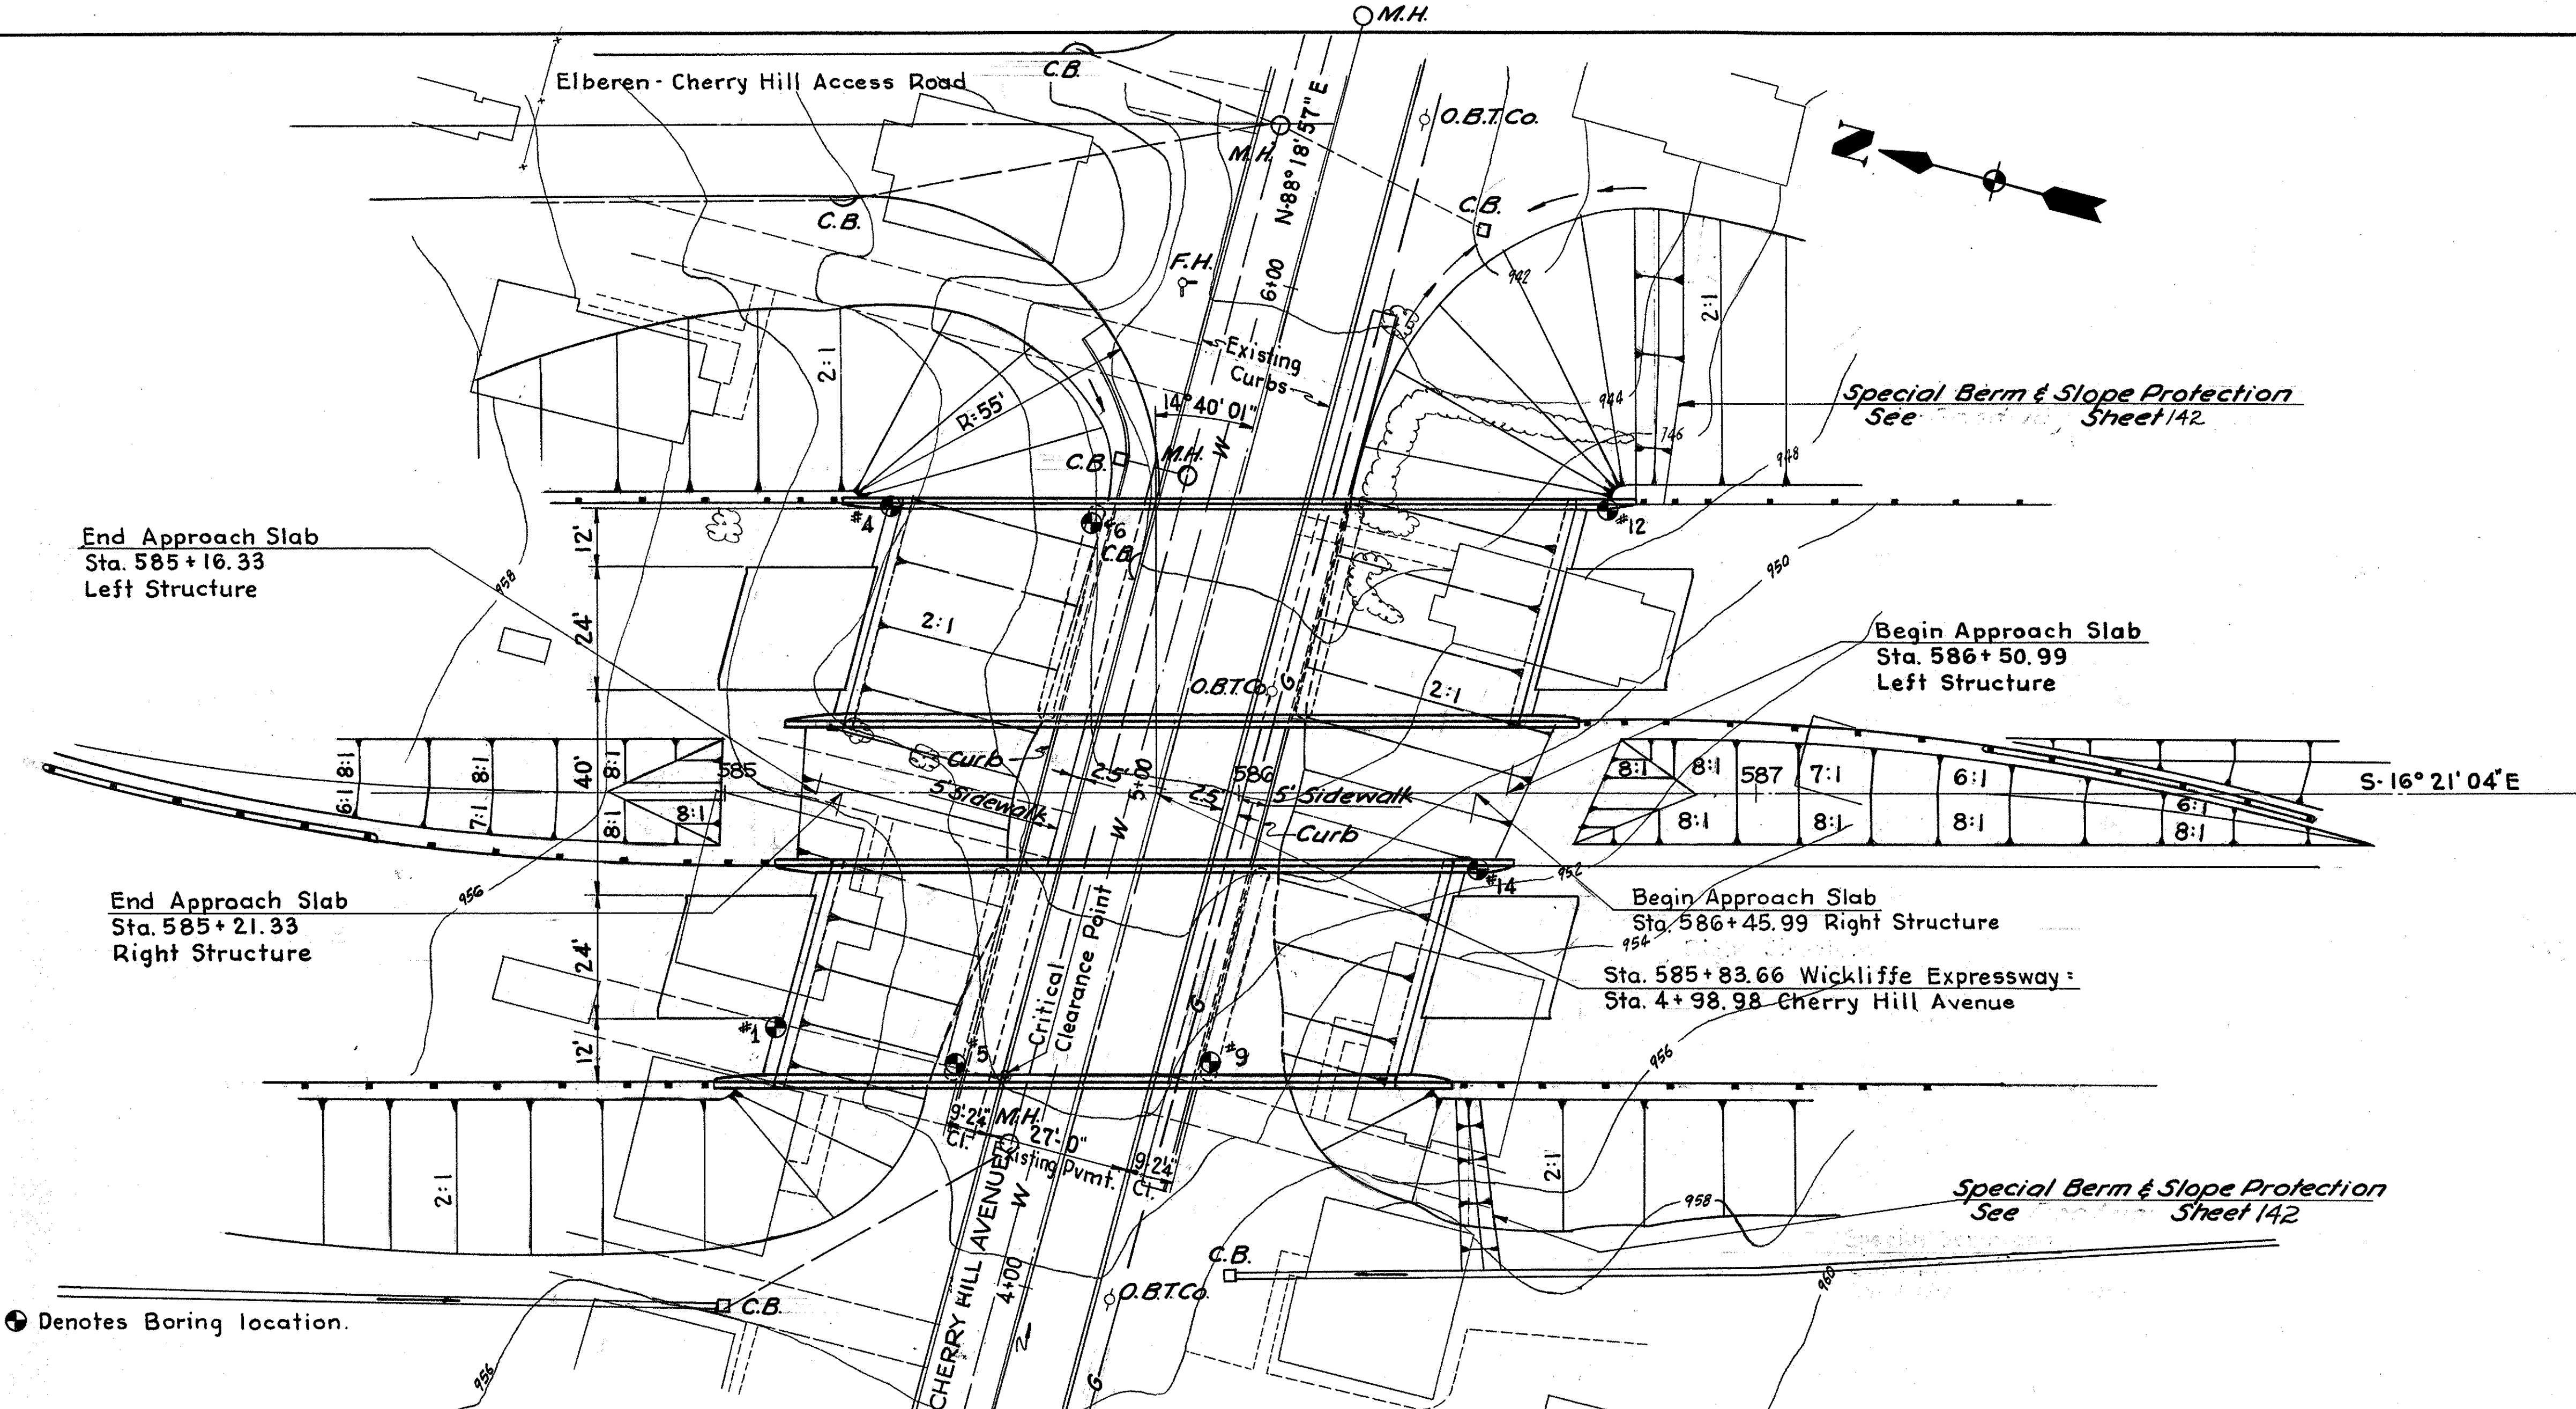 M.H.
C.B.
Elberen - Cherry Hill Access Road
N-88° 18' 57" E
O.B.T. Co.
M.H.
N
C.B.
C.B.
F.H.
6+00
942
2:1
Existing
Curbs
2:1
R=55'
14° 40' 01"
944
Special Berm & Slope Protection
See Sheet 142
W
946
948
C.B.
M.H.
#4
#6
#12
C.B.
End Approach Slab
Sta. 585 + 16.33
Left Structure
12'
958
950
24'
2:1
Begin Approach Slab
Sta. 586 + 50.99
Left Structure
O.B.T. Co.
G
2:1
Curb
8:1
8:1
8:1
40'
585
25'
5+00
586
8:1
8:1
587
7:1
6:1
S-16° 21' 04" E
5' Sidewalk
25'
5' Sidewalk
6:1
7:1
8:1
8:1
Curb
8:1
8:1
8:1
6:1
8:1
W
956
#14
952
End Approach Slab
Sta. 585 + 21.33
Right Structure
Begin Approach Slab
Sta. 586 + 45.99 Right Structure
24'
954
Critical
Clearance Point
Sta. 585 + 83.66 Wickliffe Expressway =
Sta. 4 + 98.98 Cherry Hill Avenue
G
#1
12'
#5
#9
956
9'-2¼"
Cl.
M.H.
27'-0"
Existing Pvmt.
9'-2¼"
Cl.
2:1
2:1
Special Berm & Slope Protection
See Sheet 142
958
W
CHERRY HILL AVENUE
4+00
C.B.
960
O.B.T. Co.
C.B.
Denotes Boring location.
956
G